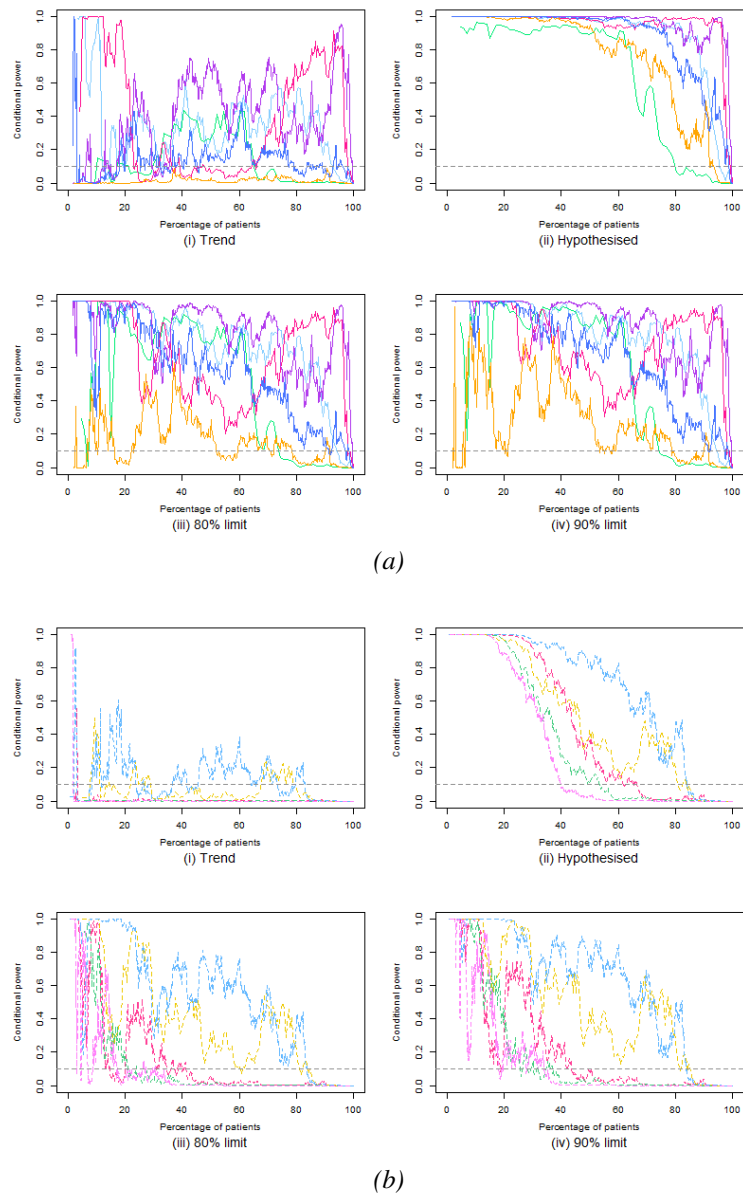 Conditional power
0.0 0.2 0.4 0.6 0.8 1.0
0 20 40 60 80 100
Percentage of patients
(i) Trend
Conditional power
0.0 0.2 0.4 0.6 0.8 1.0
0 20 40 60 80 100
Percentage of patients
(ii) Hypothesised
Conditional power
0.0 0.2 0.4 0.6 0.8 1.0
0 20 40 60 80 100
Percentage of patients
(iii) 80% limit
Conditional power
0.0 0.2 0.4 0.6 0.8 1.0
0 20 40 60 80 100
Percentage of patients
(iv) 90% limit
(a)
Conditional power
0.0 0.2 0.4 0.6 0.8 1.0
0 20 40 60 80 100
Percentage of patients
(i) Trend
Conditional power
0.0 0.2 0.4 0.6 0.8 1.0
0 20 40 60 80 100
Percentage of patients
(ii) Hypothesised
Conditional power
0.0 0.2 0.4 0.6 0.8 1.0
0 20 40 60 80 100
Percentage of patients
(iii) 80% limit
Conditional power
0.0 0.2 0.4 0.6 0.8 1.0
0 20 40 60 80 100
Percentage of patients
(iv) 90% limit
(b)